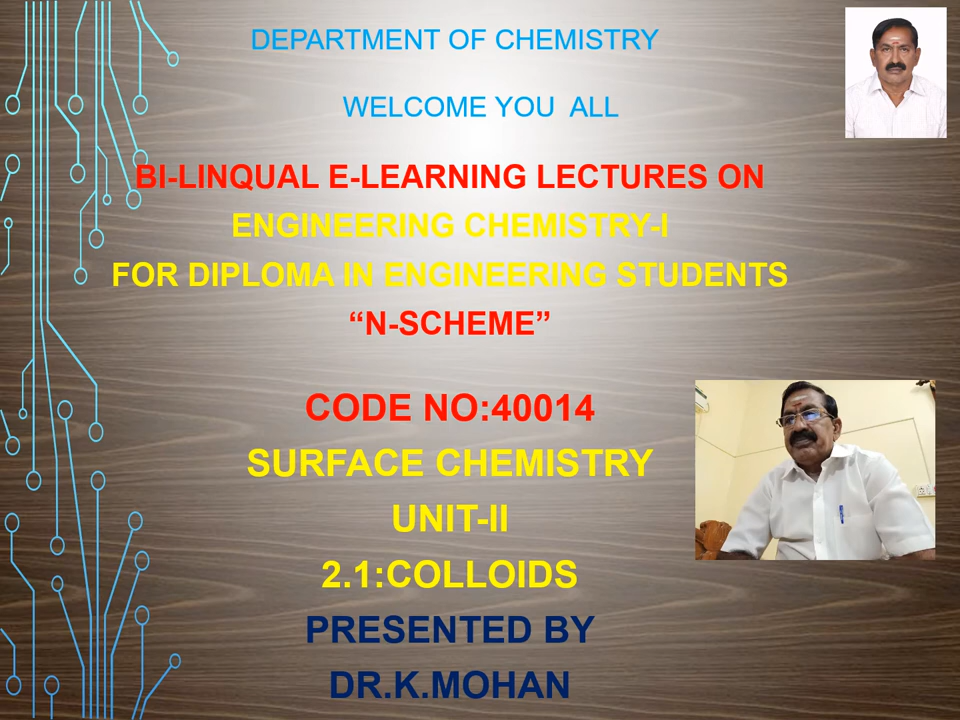 DEPARTMENT OF CHEMISTRY
WELCOME YOU ALL
BI-LINQUAL E-LEARNING LECTURES ON
ENGINEERING CHEMISTRY-I
FOR DIPLOMA IN ENGINEERING STUDENTS
“N-SCHEME”
CODE NO:40014
SURFACE CHEMISTRY
UNIT-II
2.1:COLLOIDS
PRESENTED BY
DR.K.MOHAN